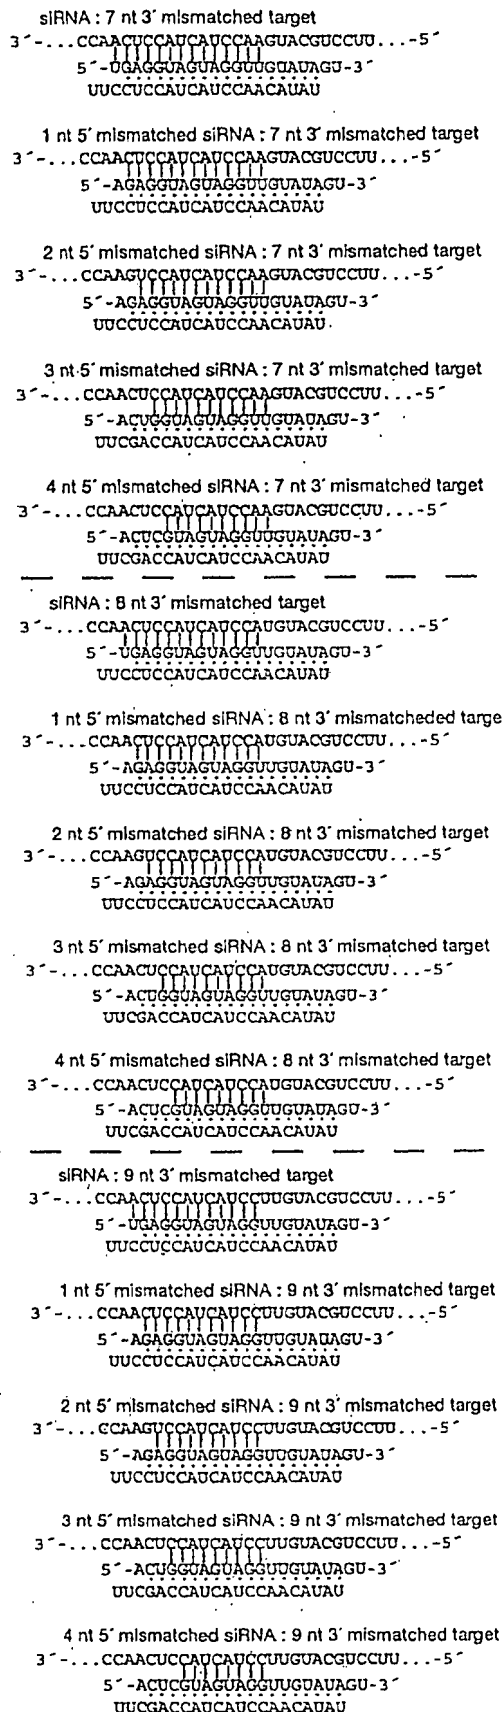 siRNA : 7 nt 3´ mismatched target
3´-...CCAACUCCAUCAUCCAAGUACGUCCUU...-5´
5´-UGAGGUAGUAGGUUGUAUAGU-3´
UUCCUCCAUCAUCCAACAUAU
1 nt 5´ mismatched siRNA : 7 nt 3´ mismatched target
3´-...CCAACUCCAUCAUCCAAGUACGUCCUU...-5´
5´-AGAGGUAGUAGGUUGUAUAGU-3´
UUCCUCCAUCAUCCAACAUAU
2 nt 5´ mismatched siRNA : 7 nt 3´ mismatched target
3´-...CCAAGUCCAUCAUCCAAGUACGUCCUU...-5´
5´-AGAGGUAGUAGGUUGUAUAGU-3´
UUCCUCCAUCAUCCAACAUAU
3 nt 5´ mismatched siRNA : 7 nt 3´ mismatched target
3´-...CCAACUCCAUCAUCCAAGUACGUCCUU...-5´
5´-ACUGGUAGUAGGUUGUAUAGU-3´
UUCGACCAUCAUCCAACAUAU
4 nt 5´ mismatched siRNA : 7 nt 3´ mismatched target
3´-...CCAACUCCAUCAUCCAAGUACGUCCUU...-5´
5´-ACUCGUAGUAGGUUGUAUAGU-3´
UUCGACCAUCAUCCAACAUAU
siRNA : 8 nt 3´ mismatched target
3´-...CCAACUCCAUCAUCCAUGUACGUCCUU...-5´
5´-UGAGGUAGUAGGUUGUAUAGU-3´
UUCCUCCAUCAUCCAACAUAU
1 nt 5´ mismatched siRNA : 8 nt 3´ mismatcheded targe
3´-...CCAACUCCAUCAUCCAUGUACGUCCUU...-5´
5´-AGAGGUAGUAGGUUGUAUAGU-3´
UUCCUCCAUCAUCCAACAUAU
2 nt 5´ mismatched siRNA : 8 nt 3´ mismatched target
3´-...CCAAGUCCAUCAUCCAUGUACGUCCUU...-5´
5´-AGAGGUAGUAGGUUGUAUAGU-3´
UUCCUCCAUCAUCCAACAUAU
3 nt 5´ mismatched siRNA : 8 nt 3´ mismatched target
3´-...CCAACUCCAUCAUCCAUGUACGUCCUU...-5´
5´-ACUGGUAGUAGGUUGUAUAGU-3´
UUCGACCAUCAUCCAACAUAU
4 nt 5´ mismatched siRNA : 8 nt 3´ mismatched target
3´-...CCAACUCCAUCAUCCAUGUACGUCCUU...-5´
5´-ACUCGUAGUAGGUUGUAUAGU-3´
UUCGACCAUCAUCCAACAUAU
siRNA : 9 nt 3´ mismatched target
3´-...CCAACUCCAUCAUCCUUGUACGUCCUU...-5´
5´-UGAGGUAGUAGGUUGUAUAGU-3´
UUCCUCCAUCAUCCAACAUAU
1 nt 5´ mismatched siRNA : 9 nt 3´ mismatched target
3´-...CCAACUCCAUCAUCCUUGUACGUCCUU...-5´
5´-AGAGGUAGUAGGUUGUAUAGU-3´
UUCCUCCAUCAUCCAACAUAU
2 nt 5´ mismatched siRNA : 9 nt 3´ mismatched target
3´-...CCAAGUCCAUCAUCCUUGUACGUCCUU...-5´
5´-AGAGGUAGUAGGUUGUAUAGU-3´
UUCCUCCAUCAUCCAACAUAU
3 nt 5´ mismatched siRNA : 9 nt 3´ mismatched target
3´-...CCAACUCCAUCAUCCUUGUACGUCCUU...-5´
5´-ACUGGUAGUAGGUUGUAUAGU-3´
UUCGACCAUCAUCCAACAUAU
4 nt 5´ mismatched siRNA : 9 nt 3´ mismatched target
3´-...CCAACUCCAUCAUCCUUGUACGUCCUU...-5´
5´-ACUCGUAGUAGGUUGUAUAGU-3´
UUCGACCAUCAUCCAACAUAU